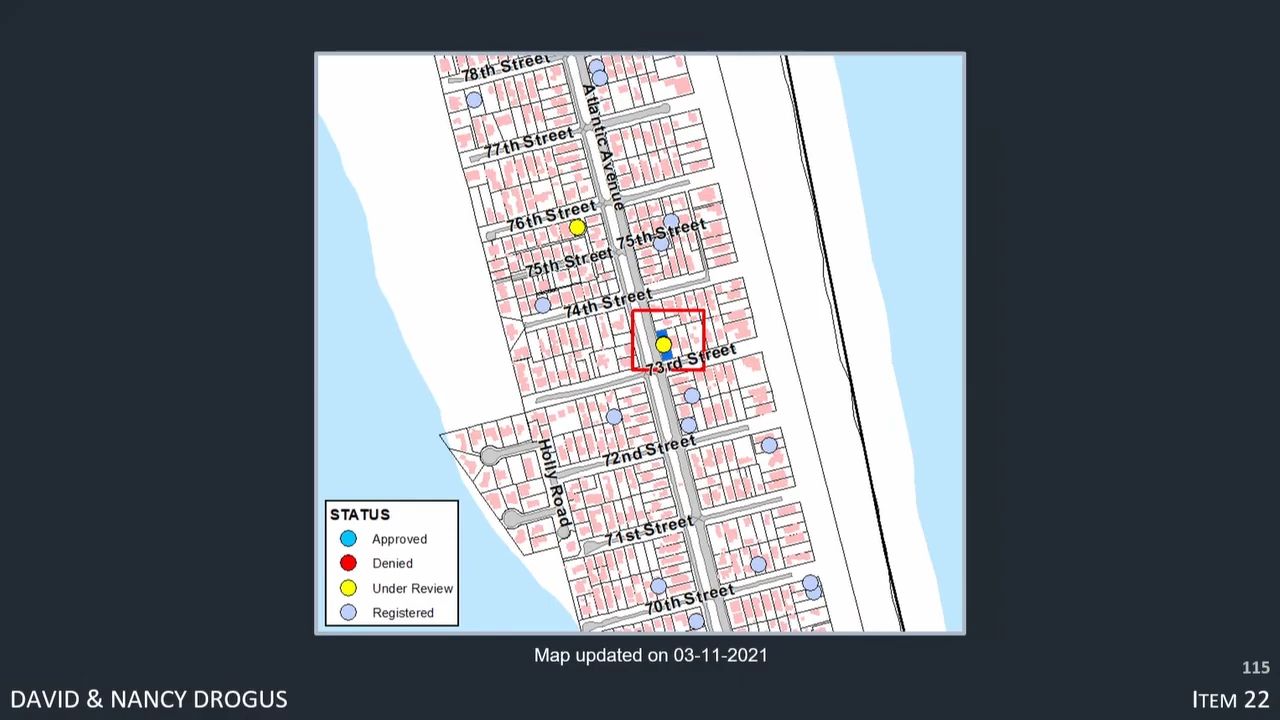 78th Street
Atlantic Avenue
77th Street
76th Street
75th Street
75th Street
74th Street
73rd Street
72nd Street
Holly Road
71st Street
70th Street
STATUS
Approved
Denied
Under Review
Registered
Map updated on 03-11-2021
115
DAVID & NANCY DROGUS
ITEM 22